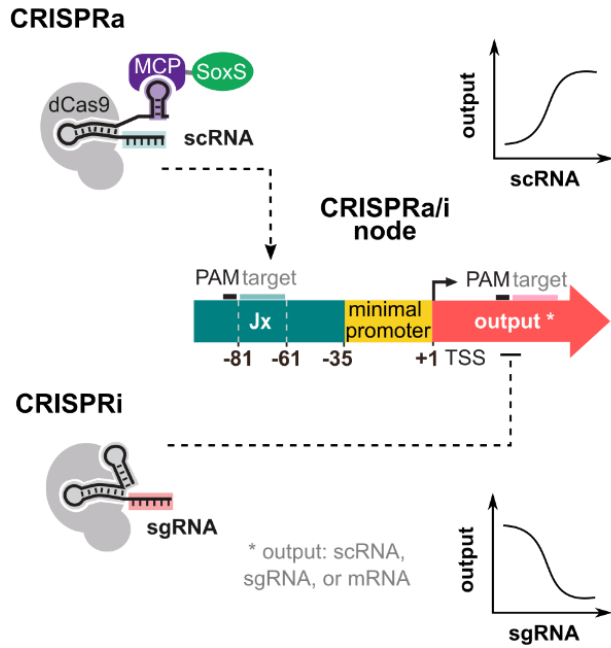 CRISPRa
MCP
SoxS
dCas9
scRNA
output
scRNA
CRISPRa/i
node
PAM target
PAM target
Jx
minimal
promoter
output *
-81
-61
-35
+1 TSS
CRISPRi
sgRNA
* output: scRNA,
sgRNA, or mRNA
output
sgRNA